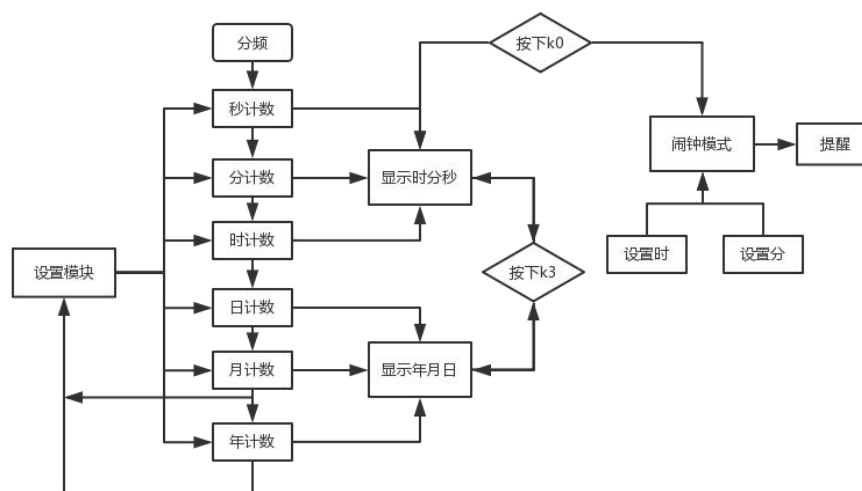 分频
按下k0
秒计数
闹钟模式
提醒
分计数
显示时分秒
时计数
设置时
设置分
设置模块
按下k3
日计数
月计数
显示年月日
年计数